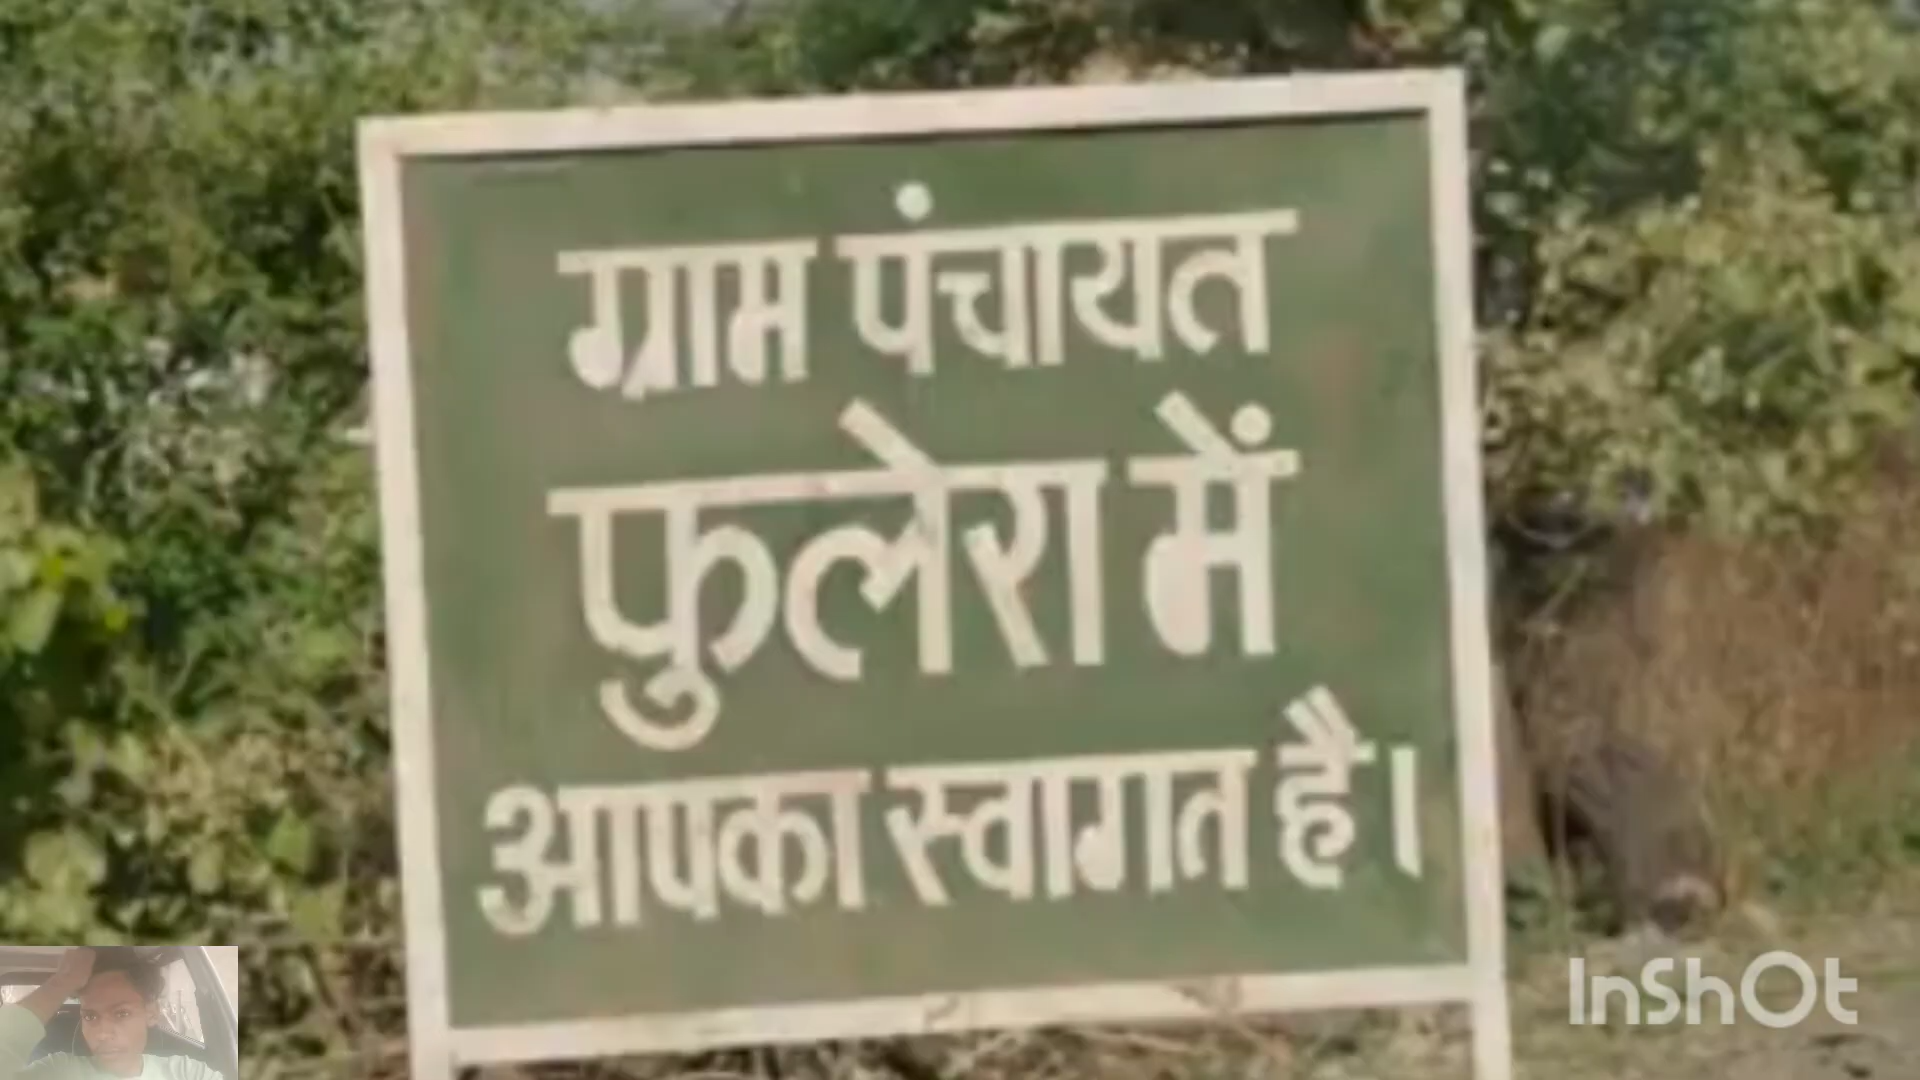 ग्राम पंचायत
फुलेरा में
आपका स्वागत है।
InShOt